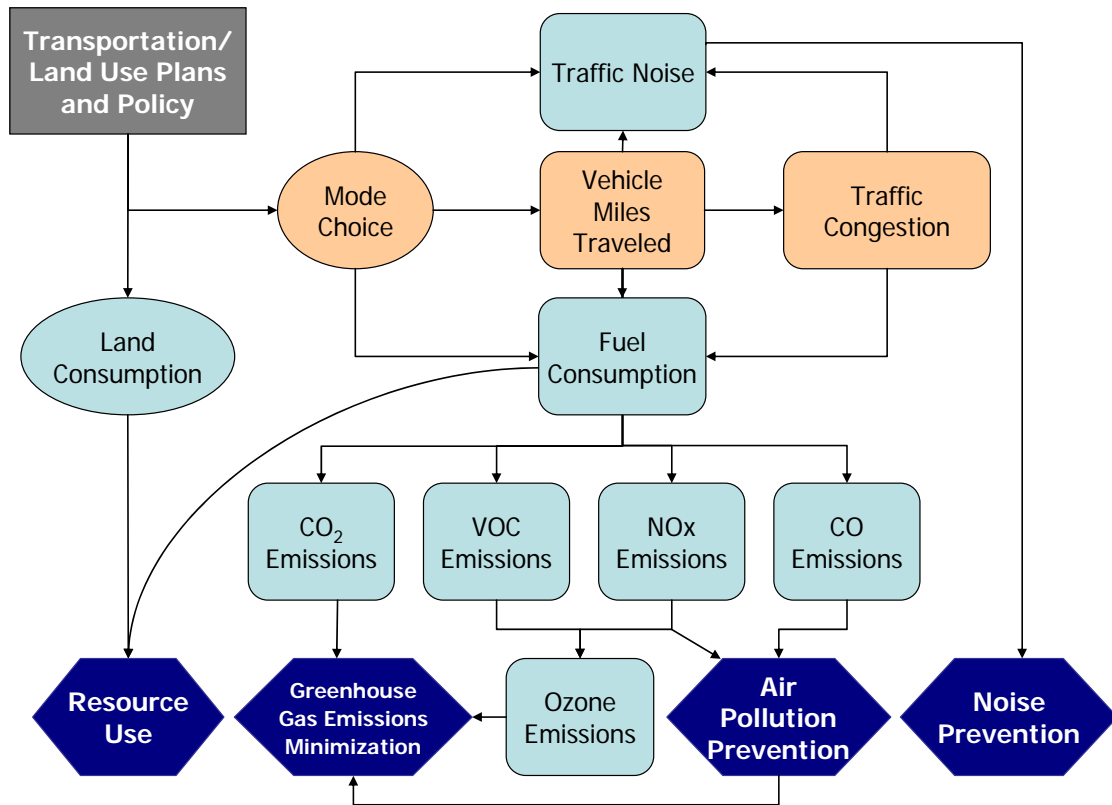 Transportation/
Land Use Plans
and Policy
Traffic Noise
Mode
Choice
Vehicle
Miles
Traveled
Traffic
Congestion
Land
Consumption
Fuel
Consumption
CO₂
Emissions
VOC
Emissions
NOx
Emissions
CO
Emissions
Resource
Use
Greenhouse
Gas Emissions
Minimization
Ozone
Emissions
Air
Pollution
Prevention
Noise
Prevention